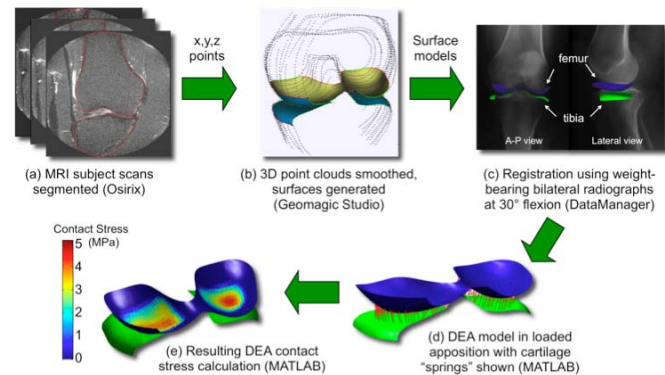 x,y,z
points
Surface
models
femur
tibia
A-P view
Lateral view
(a) MRI subject scans
segmented (Osirix)
(b) 3D point clouds smoothed,
surfaces generated
(Geomagic Studio)
(c) Registration using weight-
bearing bilateral radiographs
at 30° flexion (DataManager)
Contact Stress
(MPa)
5
4
3
2
1
0
(e) Resulting DEA contact
stress calculation (MATLAB)
(d) DEA model in loaded
apposition with cartilage
“springs” shown (MATLAB)